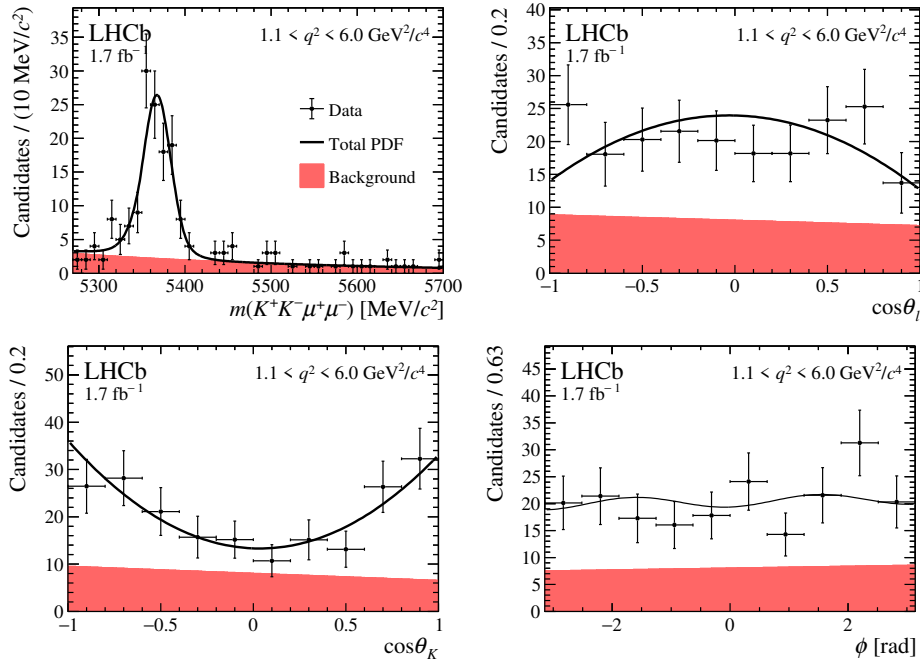 LHCb
1.7 fb⁻¹
1.1 < q² < 6.0 GeV²/c⁴
Data
Total PDF
Background
Candidates / (10 MeV/c²)
35
30
25
20
15
10
5
0
5300 5400 5500 5600 5700
m(K⁺K⁻μ⁺μ⁻) [MeV/c²]
LHCb
1.7 fb⁻¹
1.1 < q² < 6.0 GeV²/c⁴
Candidates / 0.2
40
35
30
25
20
15
10
5
0
−1 −0.5 0 0.5 1
cosθ_l
LHCb
1.7 fb⁻¹
1.1 < q² < 6.0 GeV²/c⁴
Candidates / 0.2
60
50
40
30
20
10
0
−1 −0.5 0 0.5 1
cosθ_K
LHCb
1.7 fb⁻¹
1.1 < q² < 6.0 GeV²/c⁴
Candidates / 0.63
45
40
35
30
25
20
15
10
5
0
−2 0 2
ϕ [rad]